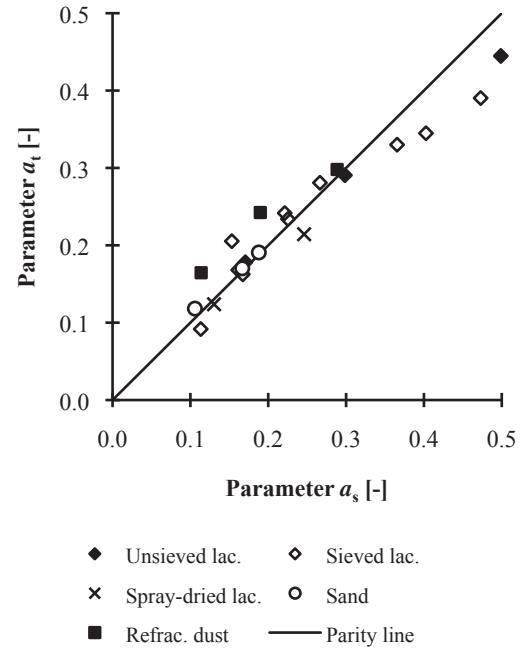 0.5
0.4
0.3
0.2
0.1
0.0
Parameter at [-]
0.0 0.1 0.2 0.3 0.4 0.5
Parameter as [-]
Unsieved lac. Sieved lac.
Spray-dried lac. Sand
Refrac. dust Parity line